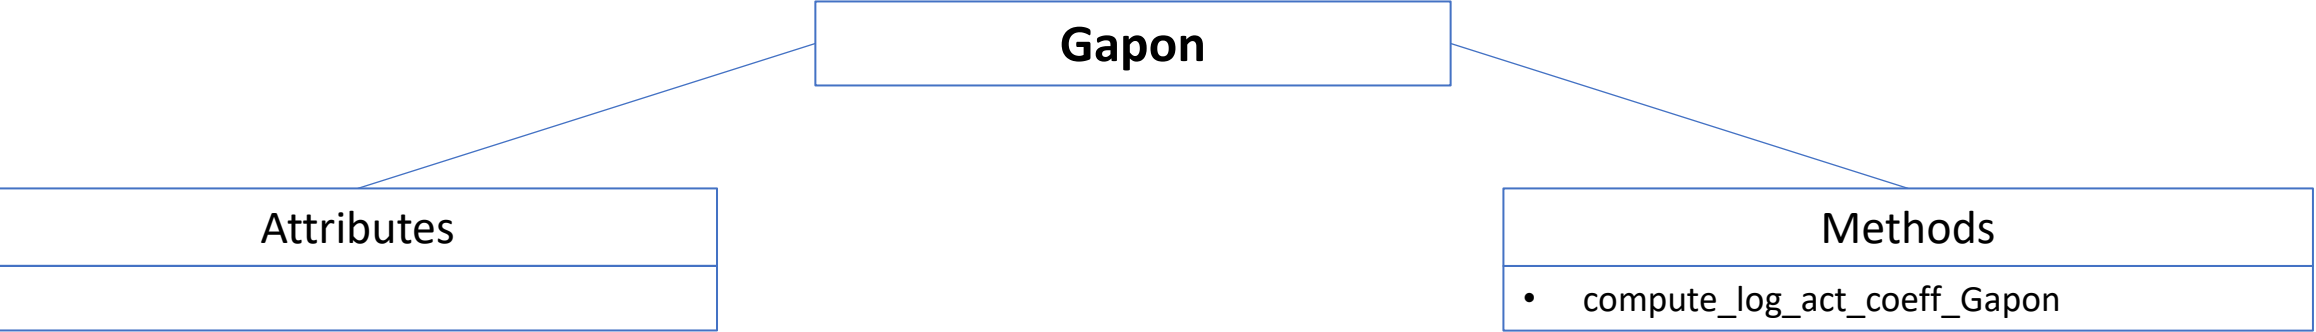 Gapon
Attributes
Methods
• compute_log_act_coeff_Gapon